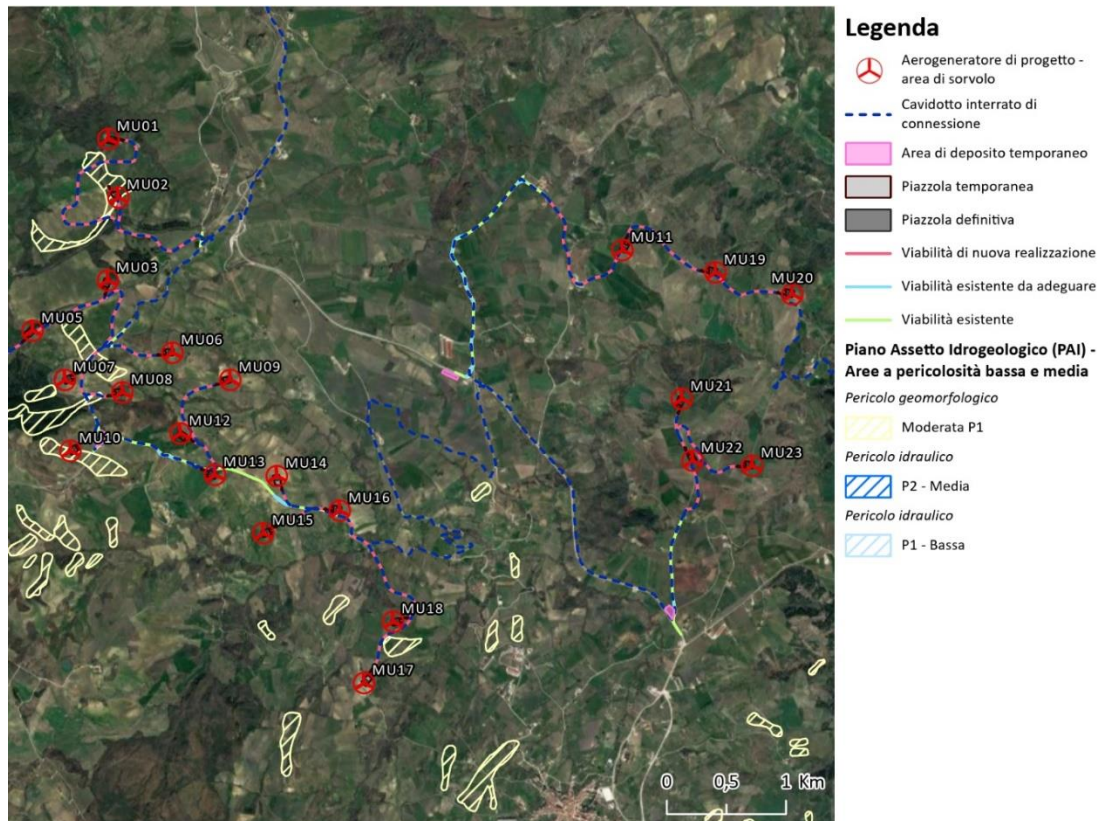 MU01
MU02
MU03
MU05
MU06
MU07
MU08
MU09
MU10
MU12
MU13
MU14
MU15
MU16
MU18
MU17
MU11
MU19
MU20
MU21
MU22
MU23
0 0,5 1 Km
Legenda
Aerogeneratore di progetto -
area di sorvolo
Cavidotto interrato di
connessione
Area di deposito temporaneo
Piazzola temporanea
Piazzola definitiva
Viabilità di nuova realizzazione
Viabilità esistente da adeguare
Viabilità esistente
Piano Assetto Idrogeologico (PAI) -
Aree a pericolosità bassa e media
Pericolo geomorfologico
Moderata P1
Pericolo idraulico
P2 - Media
Pericolo idraulico
P1 - Bassa